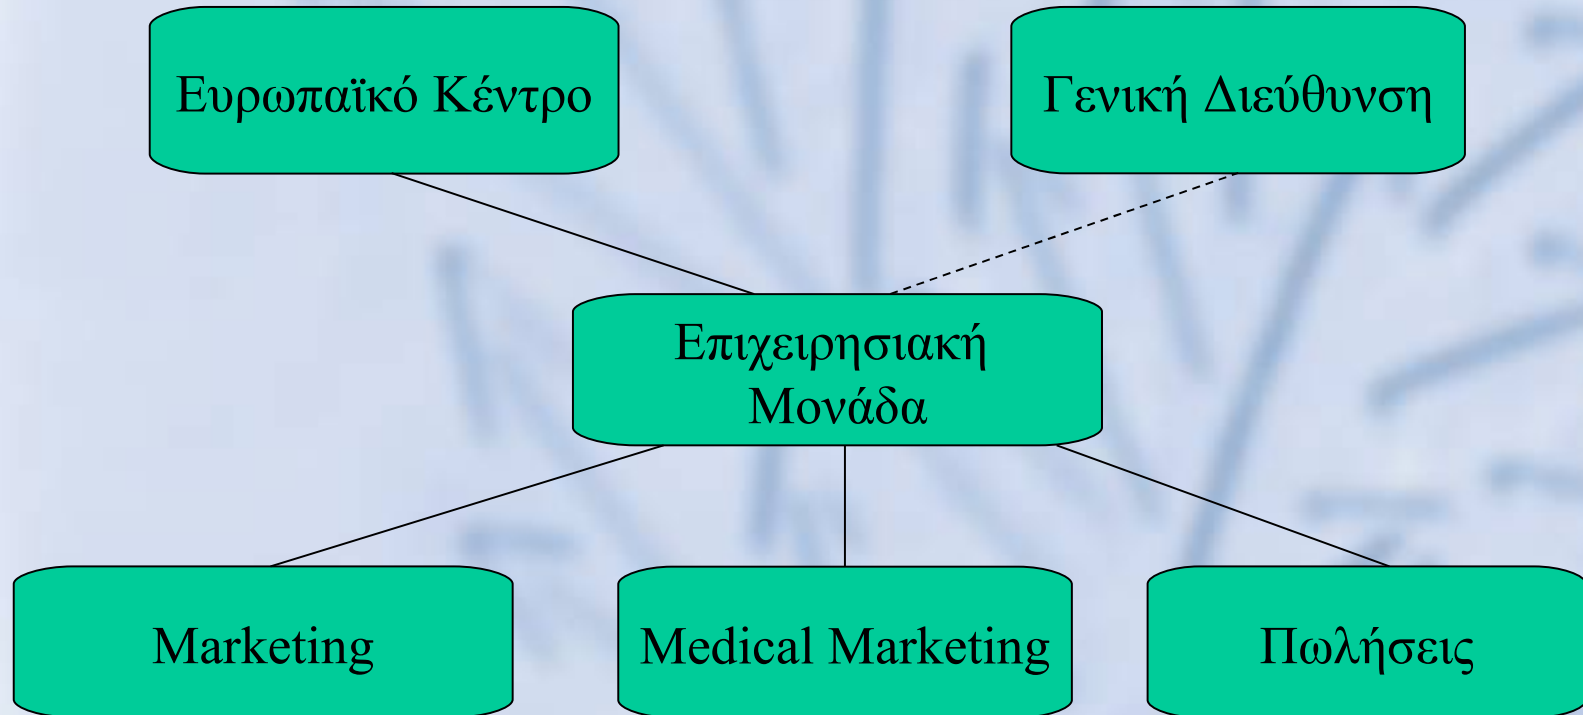 Ευρωπαϊκό Κέντρο
Γενική Διεύθυνση
Επιχειρησιακή
Μονάδα
Marketing
Medical Marketing
Πωλήσεις